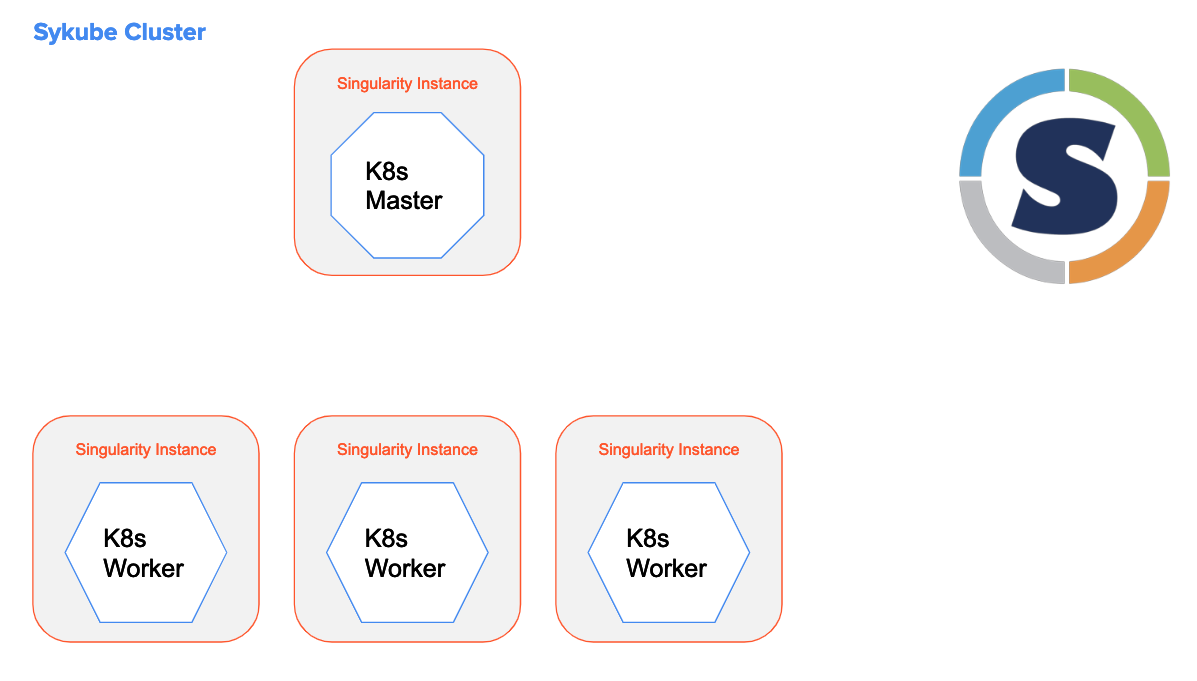 Sykube Cluster
Singularity Instance
K8s
Master
S
Singularity Instance
K8s
Worker
Singularity Instance
K8s
Worker
Singularity Instance
K8s
Worker